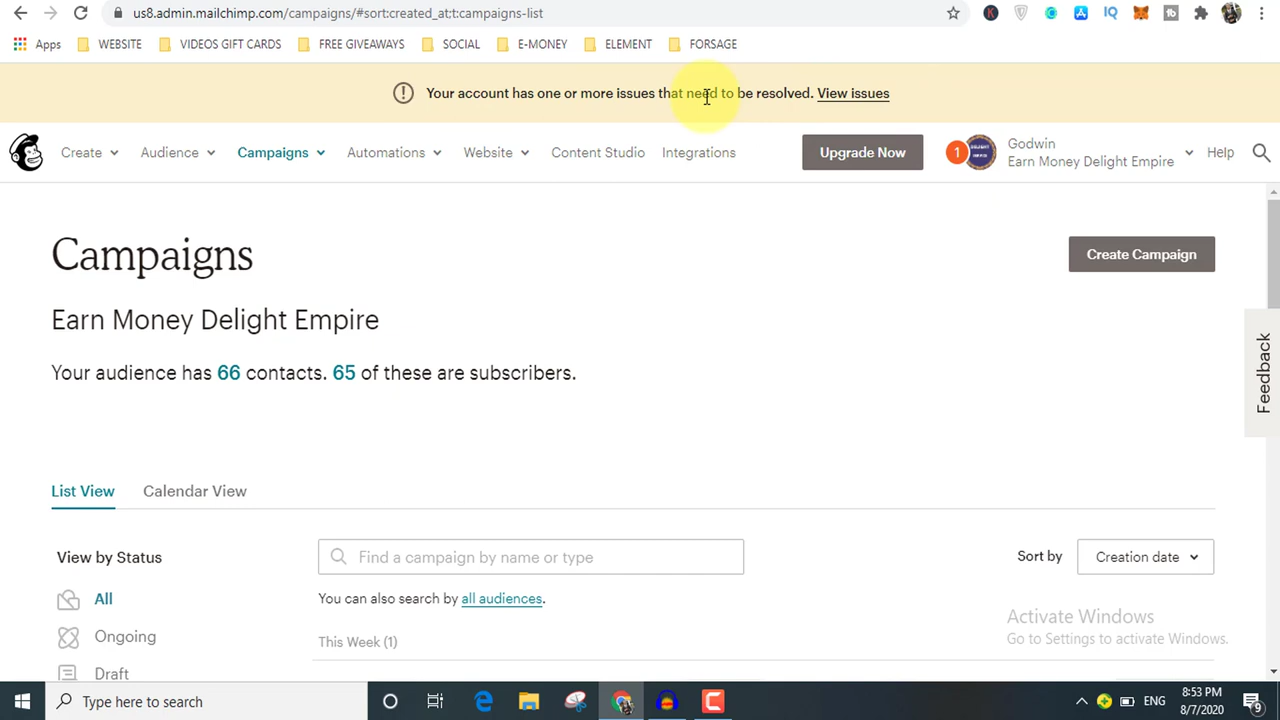 us8.admin.mailchimp.com/campaigns/#sort:created_at;t:campaigns-list
K
IQ
Apps WEBSITE VIDEOS GIFT CARDS FREE GIVEAWAYS SOCIAL E-MONEY ELEMENT FORSAGE
Your account has one or more issues that need to be resolved. View issues
Create Audience Campaigns Automations Website Content Studio Integrations Upgrade Now 1 DELIGHT EMPIRE Godwin Help
Earn Money Delight Empire
Campaigns
Create Campaign
Earn Money Delight Empire
Your audience has 66 contacts. 65 of these are subscribers.
Feedback
List View Calendar View
View by Status
Find a campaign by name or type
Sort by Creation date
All
You can also search by all audiences.
Ongoing
This Week (1)
Draft
Activate Windows
Go to Settings to activate Windows.
Type here to search
ENG
8:53 PM
8/7/2020
9